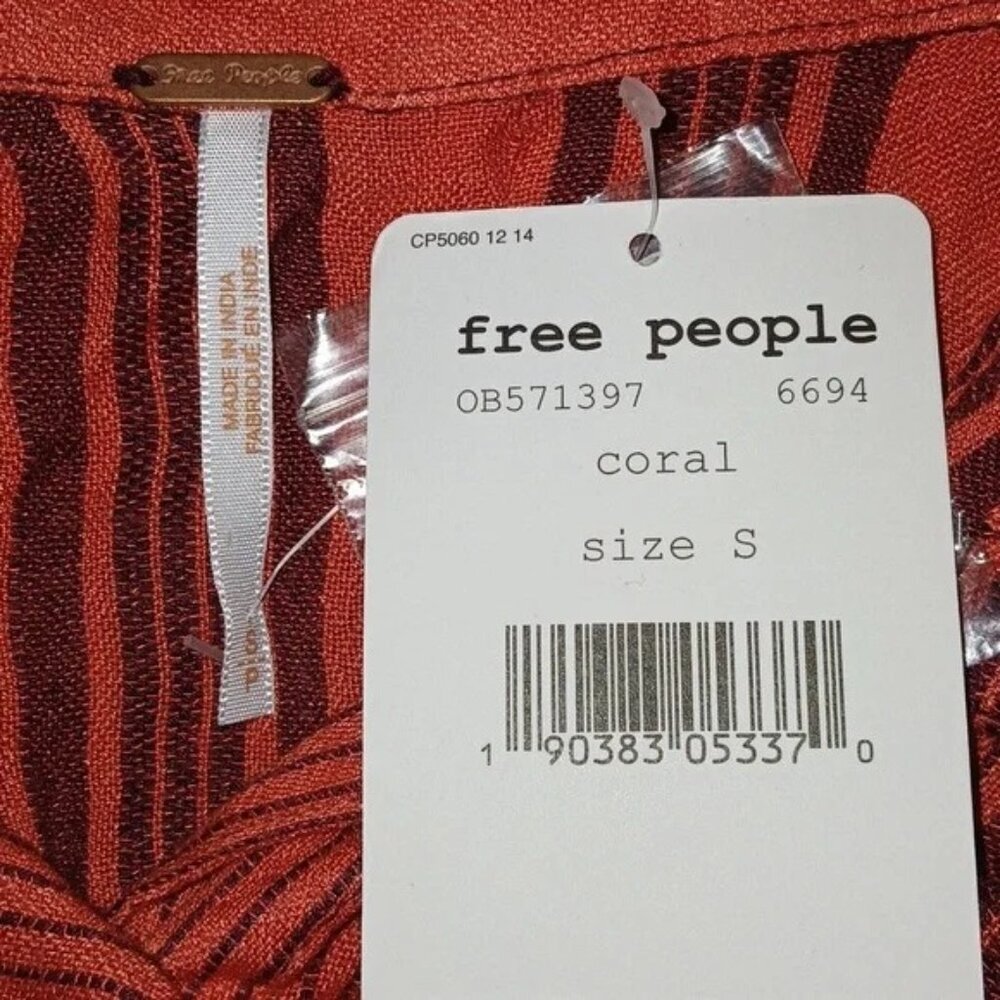 Free People
MADE IN INDIA
FABRIQUE EN INDE
CP5060 12 14
free people
OB571397 6694
coral
size S
1 90383 05337 0